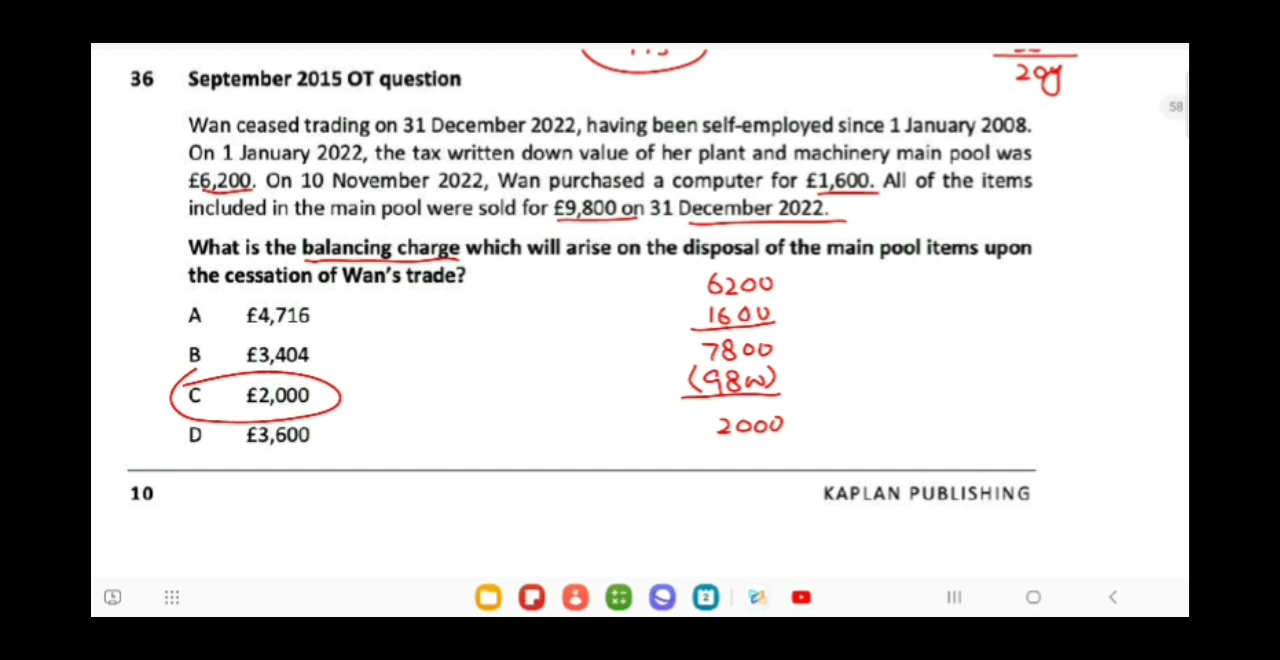 20g
58
36 September 2015 OT question
Wan ceased trading on 31 December 2022, having been self-employed since 1 January 2008.
On 1 January 2022, the tax written down value of her plant and machinery main pool was
£6,200. On 10 November 2022, Wan purchased a computer for £1,600. All of the items
included in the main pool were sold for £9,800 on 31 December 2022.
What is the balancing charge which will arise on the disposal of the main pool items upon
the cessation of Wan's trade?
6200
A £4,716
1600
B £3,404
7800
(9800)
C £2,000
2000
D £3,600
10 KAPLAN PUBLISHING
2